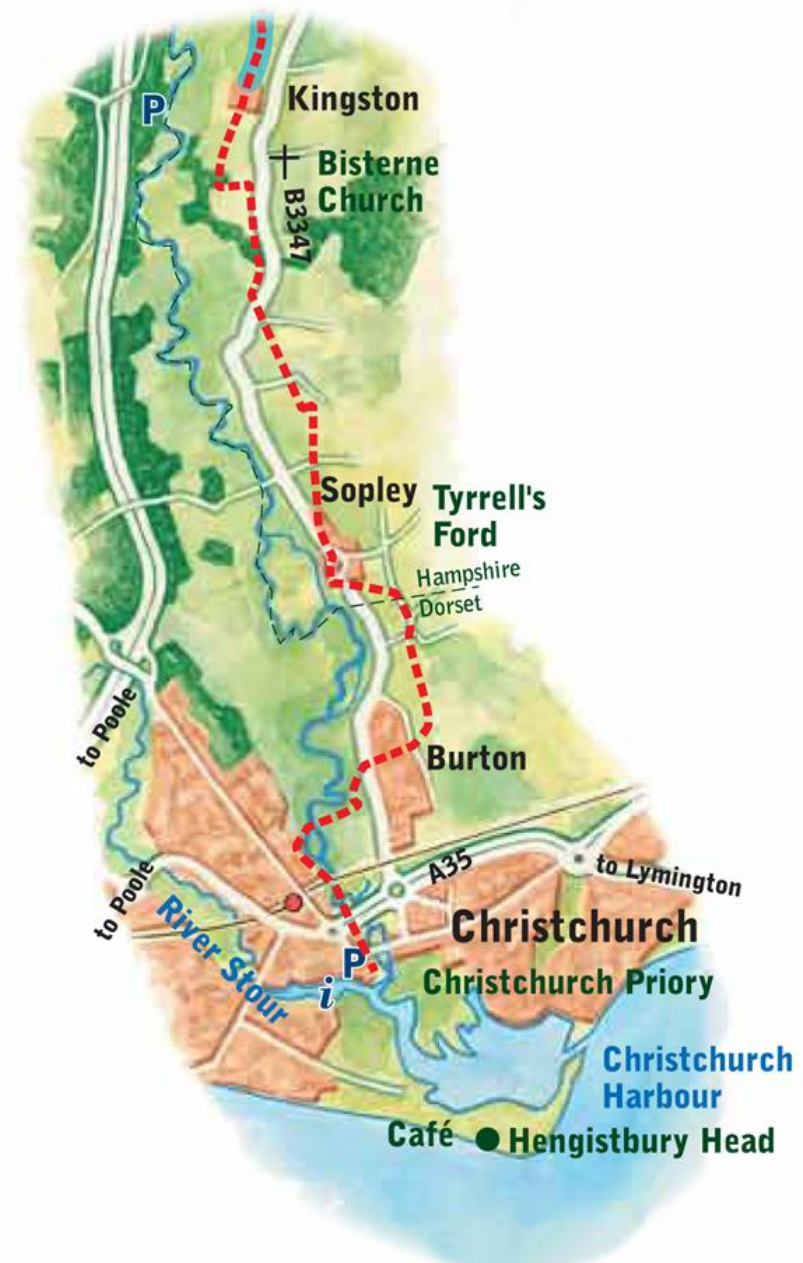 P
Kingston
Bisterne
Church
B3347
Sopley
Tyrrell's
Ford
Hampshire
Dorset
to Poole
Burton
A35
to Lymington
to Poole
River Stour
Christchurch
P
i
Christchurch Priory
Christchurch
Harbour
Café
Hengistbury Head